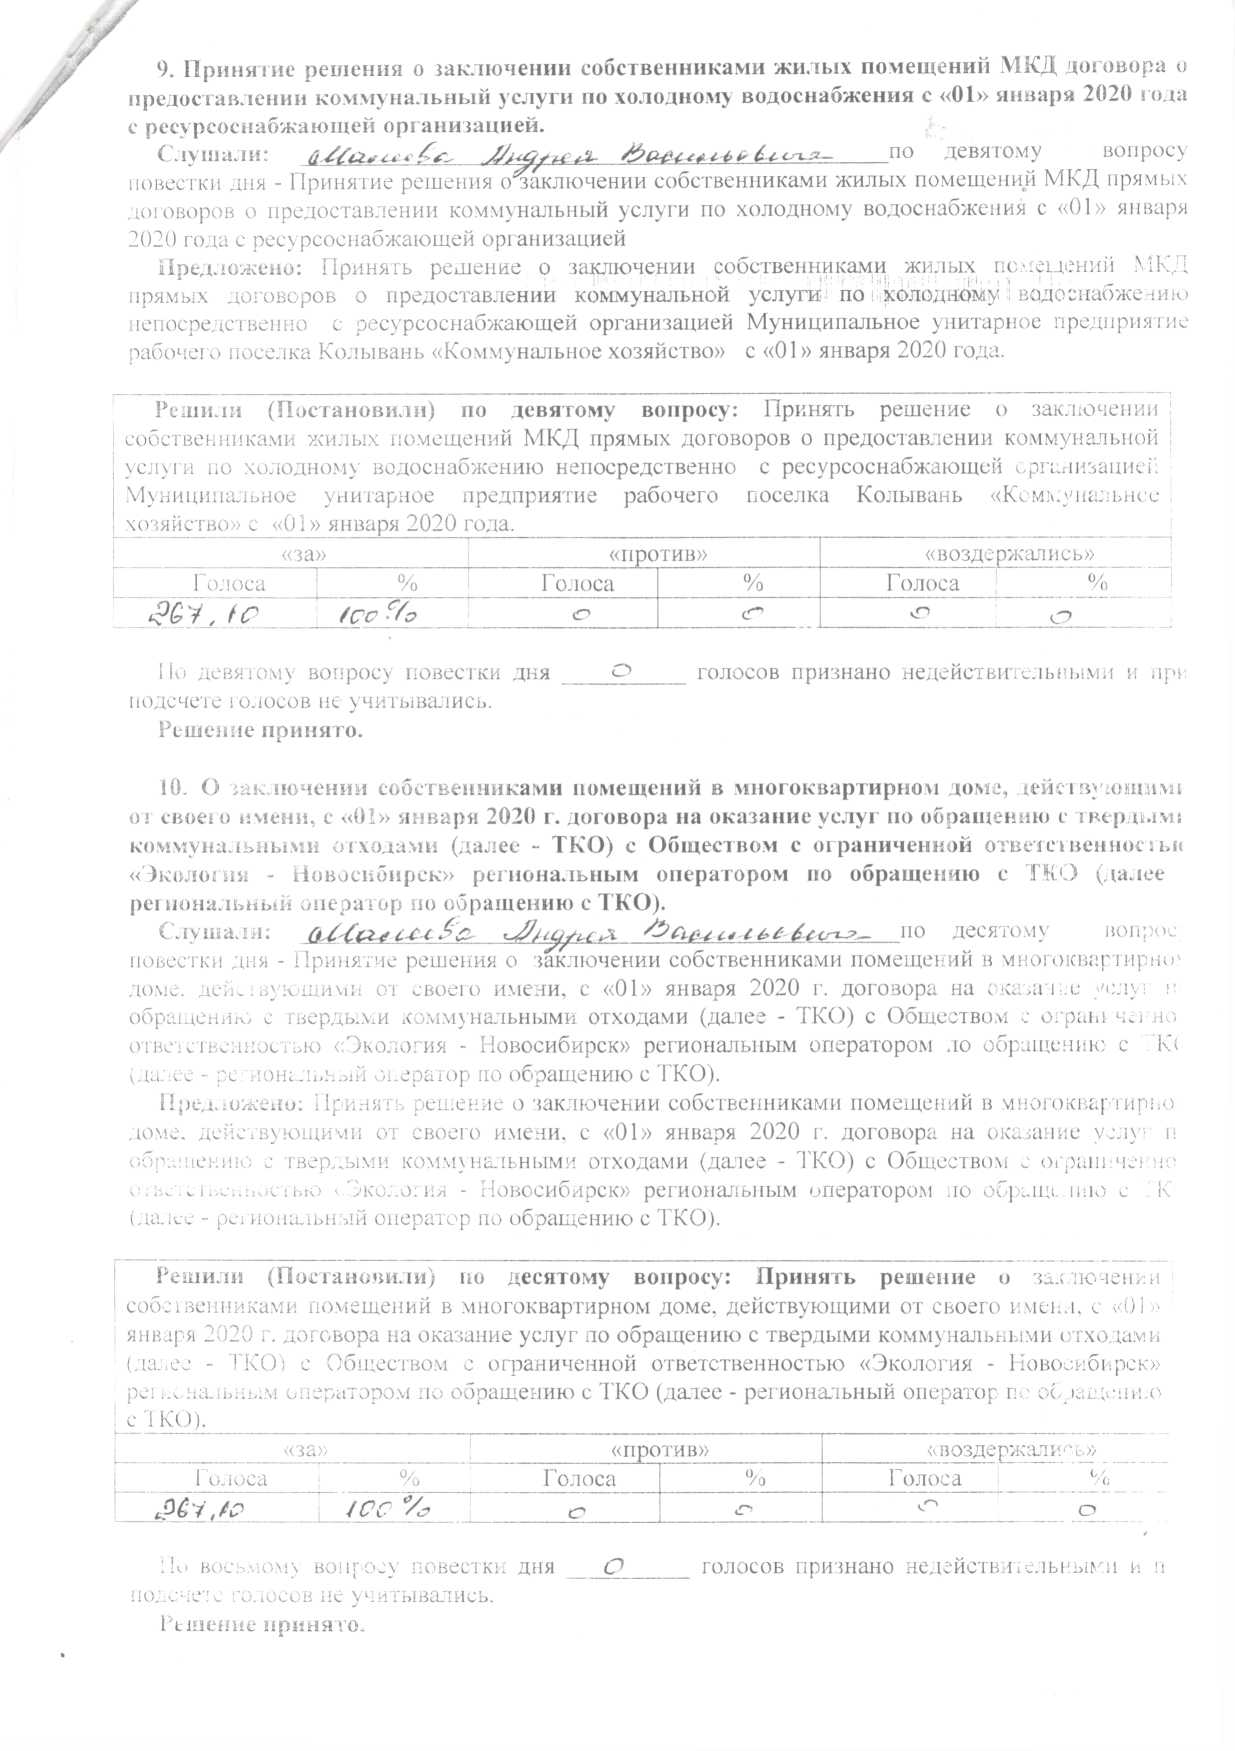 9. Принятие решения о заключении собственниками жилых помещений МКД договора о
предоставлении коммунальный услуги по холодному водоснабжения с «01» января 2020 года
с ресурсоснабжающей организацией.
Слушали: Андрея Васильевича по девятому вопросу
повестки дня - Принятие решения о заключении собственниками жилых помещений МКД прямых
договоров о предоставлении коммунальный услуги по холодному водоснабжения с «01» января
2020 года с ресурсоснабжающей организацией
Предложено: Принять решение о заключении собственниками жилых помещений МКД
прямых договоров о предоставлении коммунальной услуги по холодному водоснабжению
непосредственно с ресурсоснабжающей организацией Муниципальное унитарное предприятие
рабочего поселка Колывань «Коммунальное хозяйство» с «01» января 2020 года.
Решили (Постановили) по девятому вопросу: Принять решение о заключении
собственниками жилых помещений МКД прямых договоров о предоставлении коммунальной
услуги по холодному водоснабжению непосредственно с ресурсоснабжающей организацией
Муниципальное унитарное предприятие рабочего поселка Колывань «Коммунальное
хозяйство» с «01» января 2020 года.
«за» «против» «воздержались»
Голоса % Голоса % Голоса %
267,10 100% 0 0 0 0
По девятому вопросу повестки дня 0 голосов признано недействительными и при
подсчете голосов не учитывались.
Решение принято.
10. О заключении собственниками помещений в многоквартирном доме, действующими
от своего имени, с «01» января 2020 г. договора на оказание услуг по обращению с твердыми
коммунальными отходами (далее - ТКО) с Обществом с ограниченной ответственностью
«Экология - Новосибирск» региональным оператором по обращению с ТКО (далее
региональный оператор по обращению с ТКО).
Слушали: Андрея Васильевича по десятому вопрос
повестки дня - Принятие решения о заключении собственниками помещений в многоквартирно
доме, действующими от своего имени, с «01» января 2020 г. договора на оказание услуг п
обращению с твердыми коммунальными отходами (далее - ТКО) с Обществом с ограниченно
ответственностью «Экология - Новосибирск» региональным оператором по обращению с ТКО
(далее - региональный оператор по обращению с ТКО).
Предложено: Принять решение о заключении собственниками помещений в многоквартирно
доме, действующими от своего имени, с «01» января 2020 г. договора на оказание услуг п
обращению с твердыми коммунальными отходами (далее - ТКО) с Обществом с ограниченно
ответственностью «Экология - Новосибирск» региональным оператором по обращению с ТК
(далее - региональный оператор по обращению с ТКО).
Решили (Постановили) по десятому вопросу: Принять решение о заключении
собственниками помещений в многоквартирном доме, действующими от своего имени, с «01»
января 2020 г. договора на оказание услуг по обращению с твердыми коммунальными отходами
(далее - ТКО) с Обществом с ограниченной ответственностью «Экология - Новосибирск»
региональным оператором по обращению с ТКО (далее - региональный оператор по обращению
с ТКО).
«за» «против» «воздержались»
Голоса % Голоса % Голоса %
267,10 100% 0 0 0 0
По восьмому вопросу повестки дня 0 голосов признано недействительными и п
подсчете голосов не учитывались.
Решение принято.